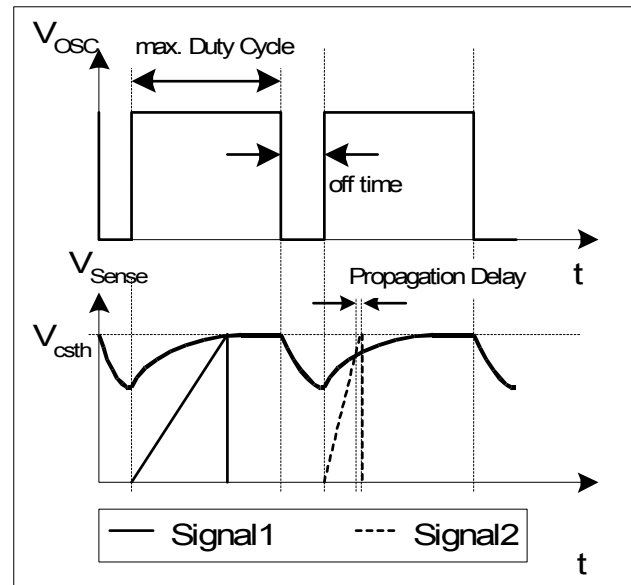 V_OSC
max. Duty Cycle
off time
t
V_Sense
Propagation Delay
V_csth
Signal1
Signal2
t